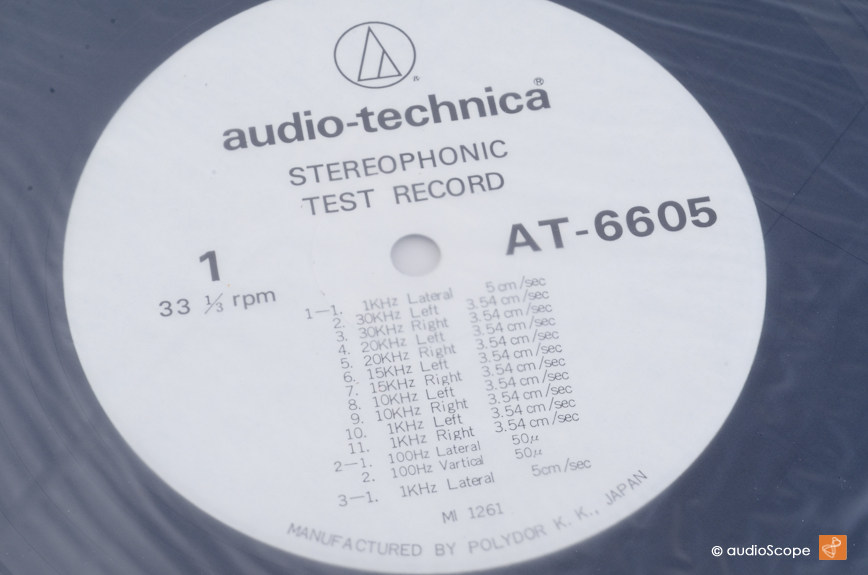 audio-technica®
STEREOPHONIC
TEST RECORD
AT-6605
1
33 ⅓ rpm
1—1. 1KHz Lateral 5cm/sec
2. 30KHz Left 3.54cm/sec
3. 30KHz Right 3.54cm/sec
4. 20KHz Left 3.54cm/sec
5. 20KHz Right 3.54cm/sec
6. 15KHz Left 3.54cm/sec
7. 15KHz Right 3.54cm/sec
8. 10KHz Left 3.54cm/sec
9. 10KHz Right 3.54cm/sec
10. 1KHz Left 3.54cm/sec
11. 1KHz Right 3.54cm/sec
2—1. 100Hz Lateral 50μ
2. 100Hz Vartical 50μ
3—1. 1KHz Lateral 5cm/sec
MI 1261
MANUFACTURED BY POLYDOR K. K., JAPAN
© audioScope